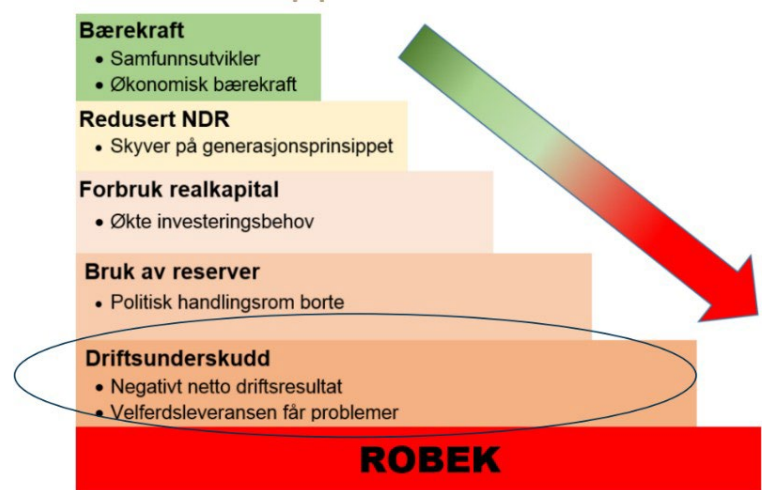 Bærekraft
• Samfunnsutvikler
• Økonomisk bærekraft
Redusert NDR
• Skyver på generasjonsprinsippet
Forbruk realkapital
• Økte investeringsbehov
Bruk av reserver
• Politisk handlingsrom borte
Driftsunderskudd
• Negativt netto driftsresultat
• Velferdsleveransen får problemer
ROBEK